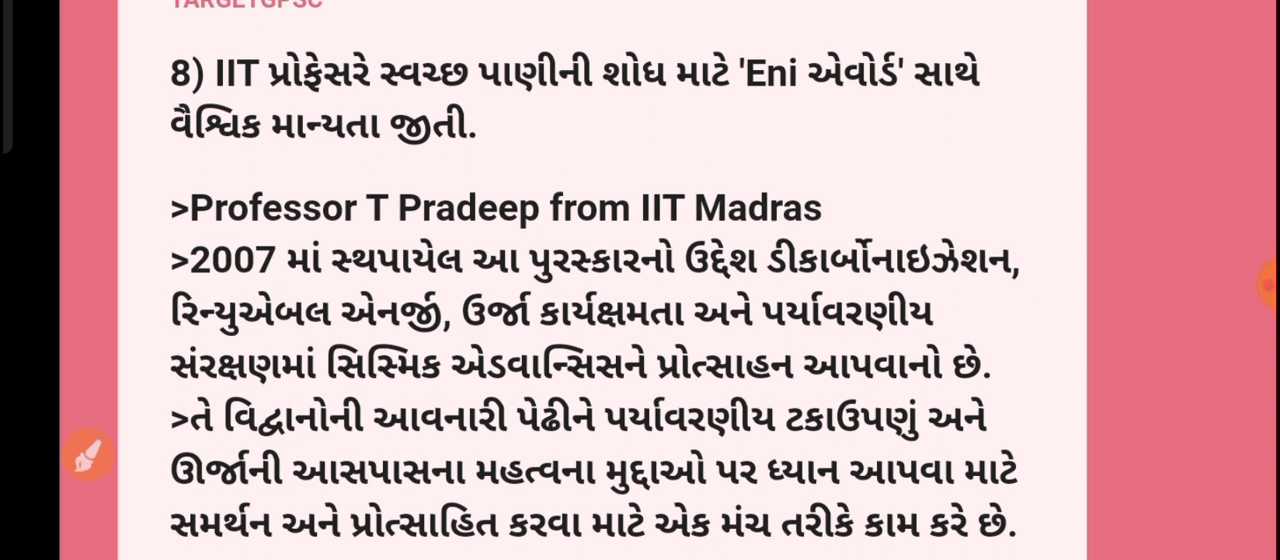 TARGETGPSC
8) IIT પ્રોફેસરે સ્વચ્છ પાણીની શોધ માટે 'Eni એવોર્ડ' સાથે
વૈશ્વિક માન્યતા જીતી.
>Professor T Pradeep from IIT Madras
>2007 માં સ્થપાયેલ આ પુરસ્કારનો ઉદ્દેશ ડીકાર્બોનાઇઝેશન,
રિન્યુએબલ એનર્જી, ઉર્જા કાર્યક્ષમતા અને પર્યાવરણીય
સંરક્ષણમાં સિસ્મિક એડવાન્સિસને પ્રોત્સાહન આપવાનો છે.
>તે વિદ્વાનોની આવનારી પેઢીને પર્યાવરણીય ટકાઉપણું અને
ઊર્જાની આસપાસના મહત્વના મુદ્દાઓ પર ધ્યાન આપવા માટે
સમર્થન અને પ્રોત્સાહિત કરવા માટે એક મંચ તરીકે કામ કરે છે.